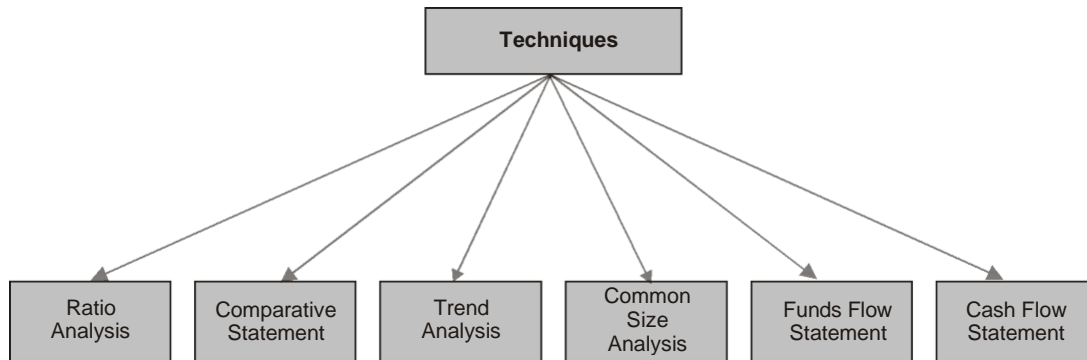 Techniques
Ratio
Analysis
Comparative
Statement
Trend
Analysis
Common
Size
Analysis
Funds Flow
Statement
Cash Flow
Statement